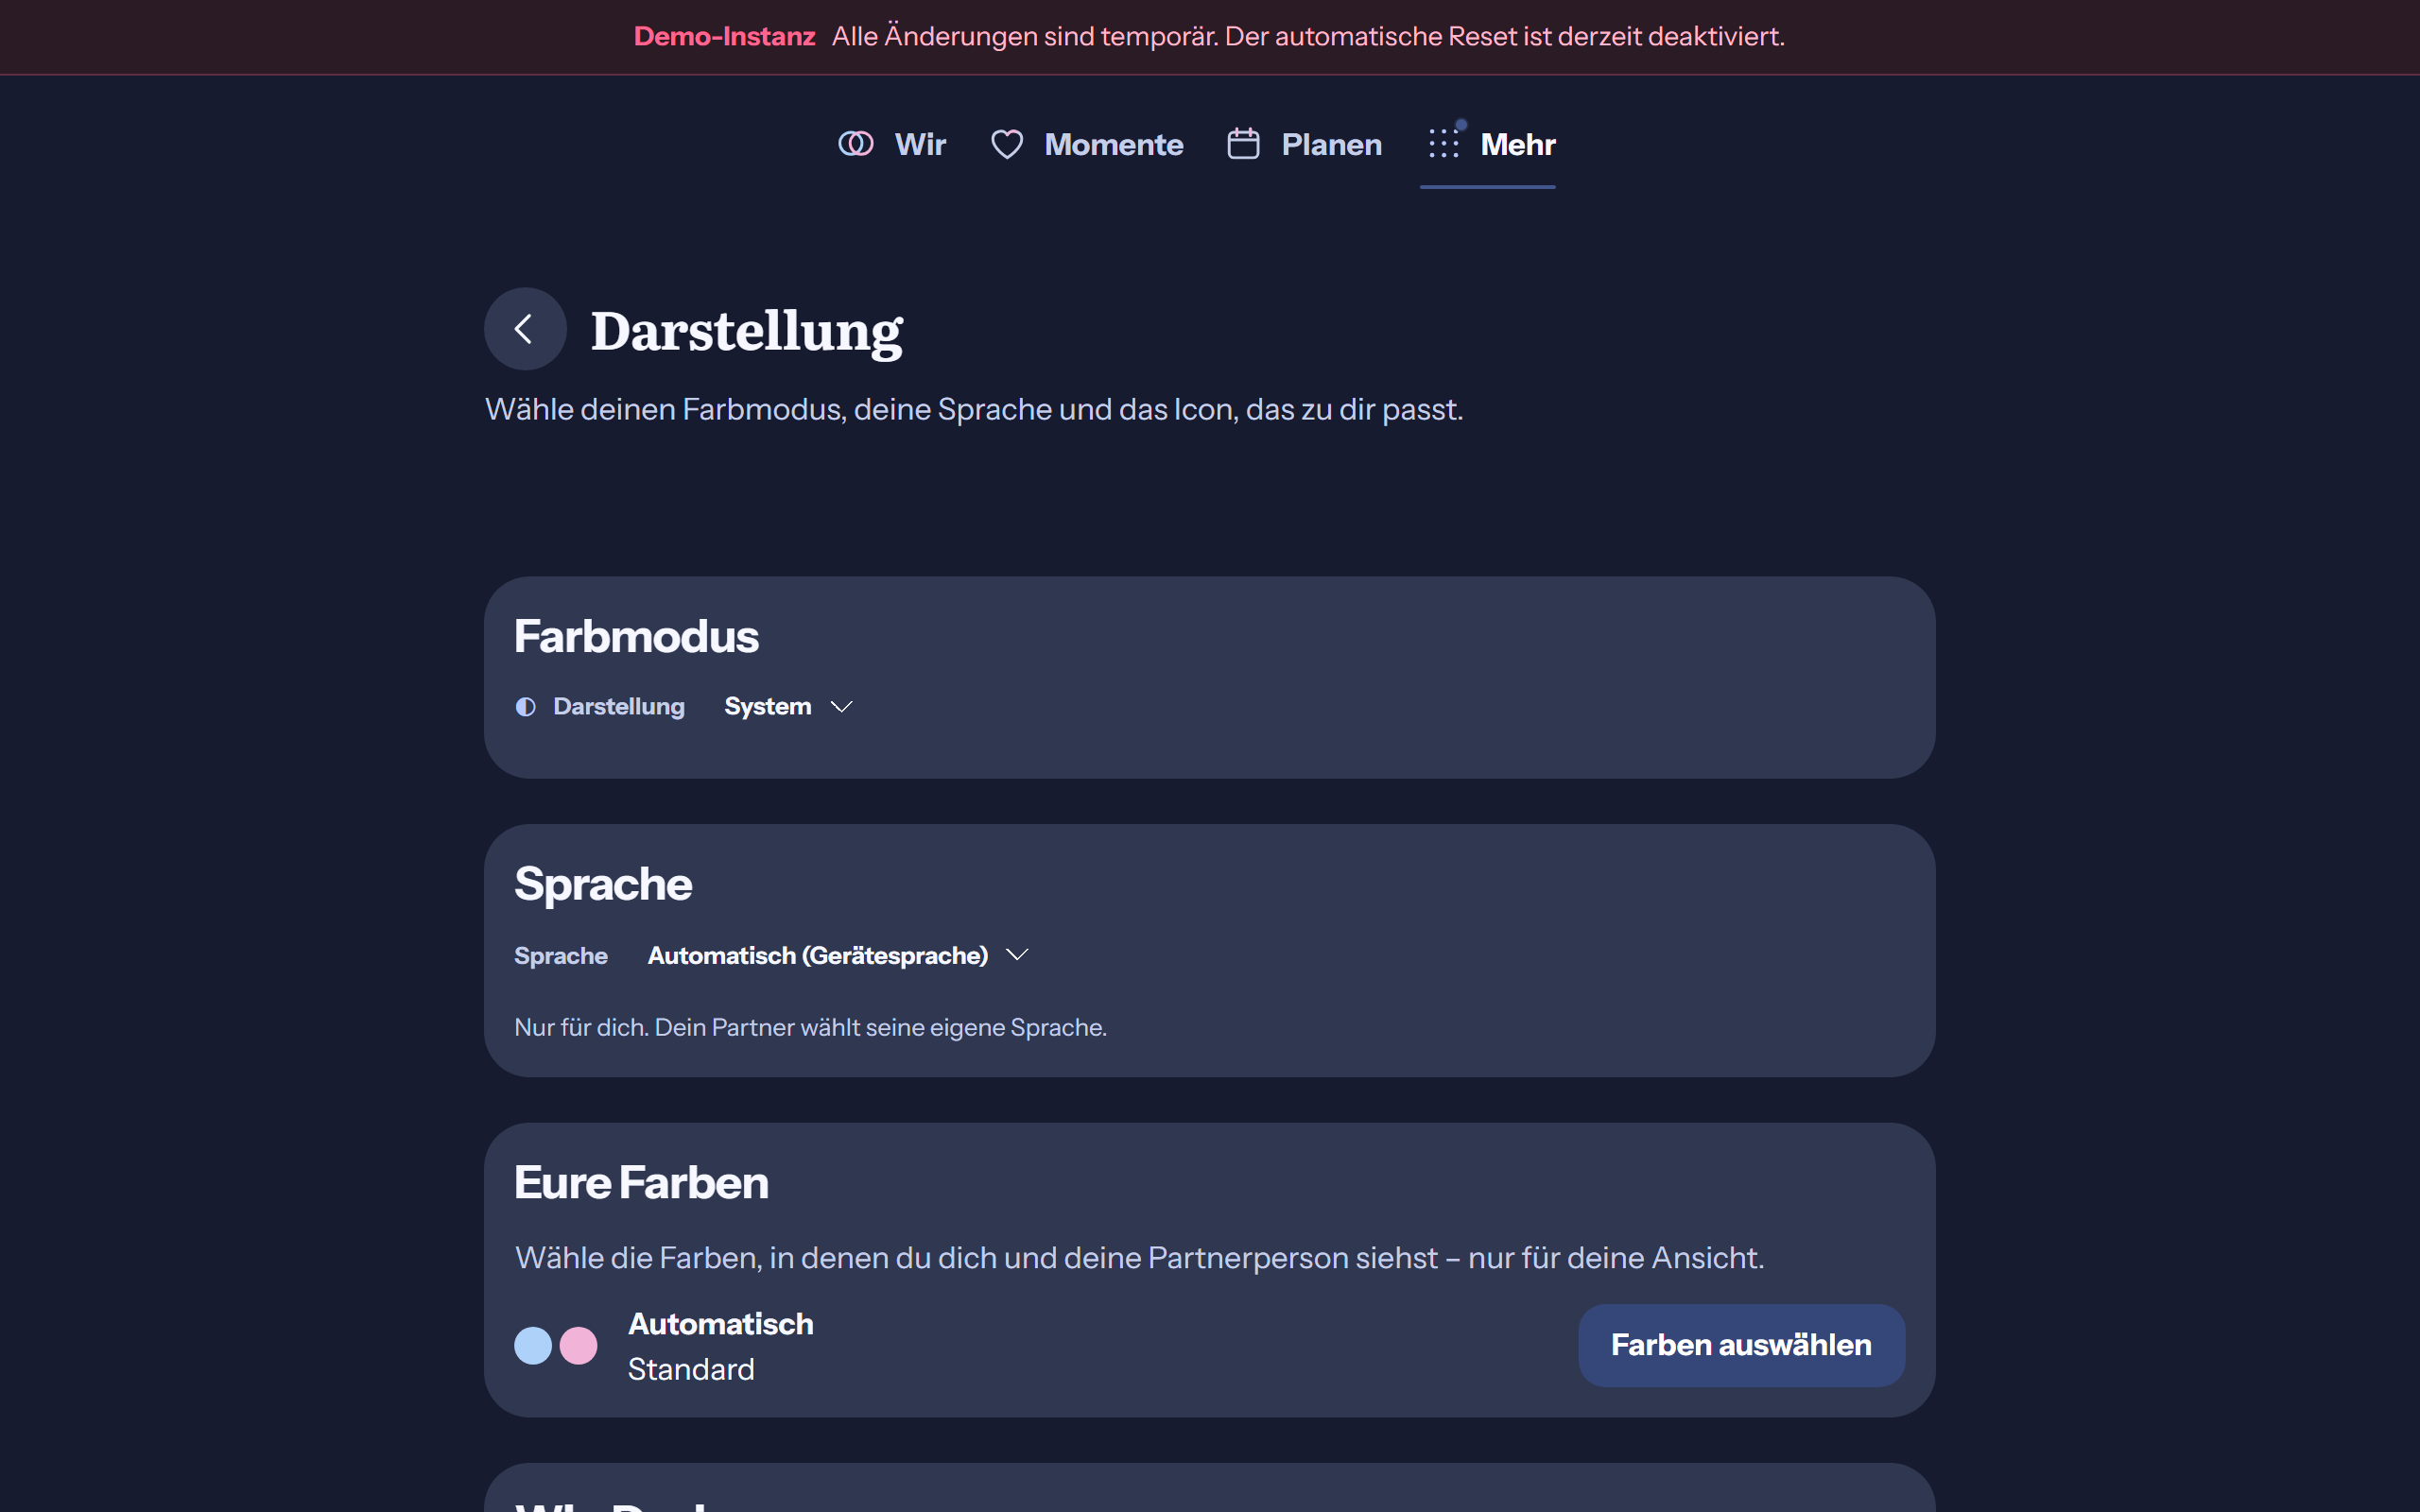 Demo-Instanz Alle Änderungen sind temporär. Der automatische Reset ist derzeit deaktiviert.
Wir Momente Planen Mehr
Darstellung
Wähle deinen Farbmodus, deine Sprache und das Icon, das zu dir passt.
Farbmodus
Darstellung System
Sprache
Sprache Automatisch (Gerätesprache)
Nur für dich. Dein Partner wählt seine eigene Sprache.
Eure Farben
Wähle die Farben, in denen du dich und deine Partnerperson siehst – nur für deine Ansicht.
Automatisch
Standard
Farben auswählen